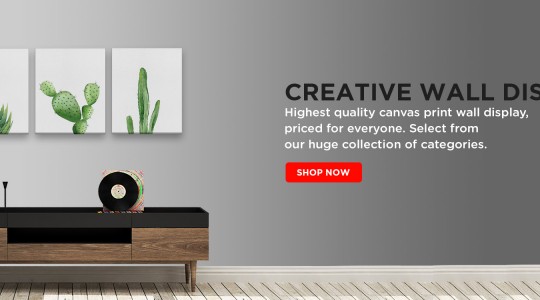 CREATIVE WALL DIS
Highest quality canvas print wall display,
priced for everyone. Select from
our huge collection of categories.
SHOP NOW